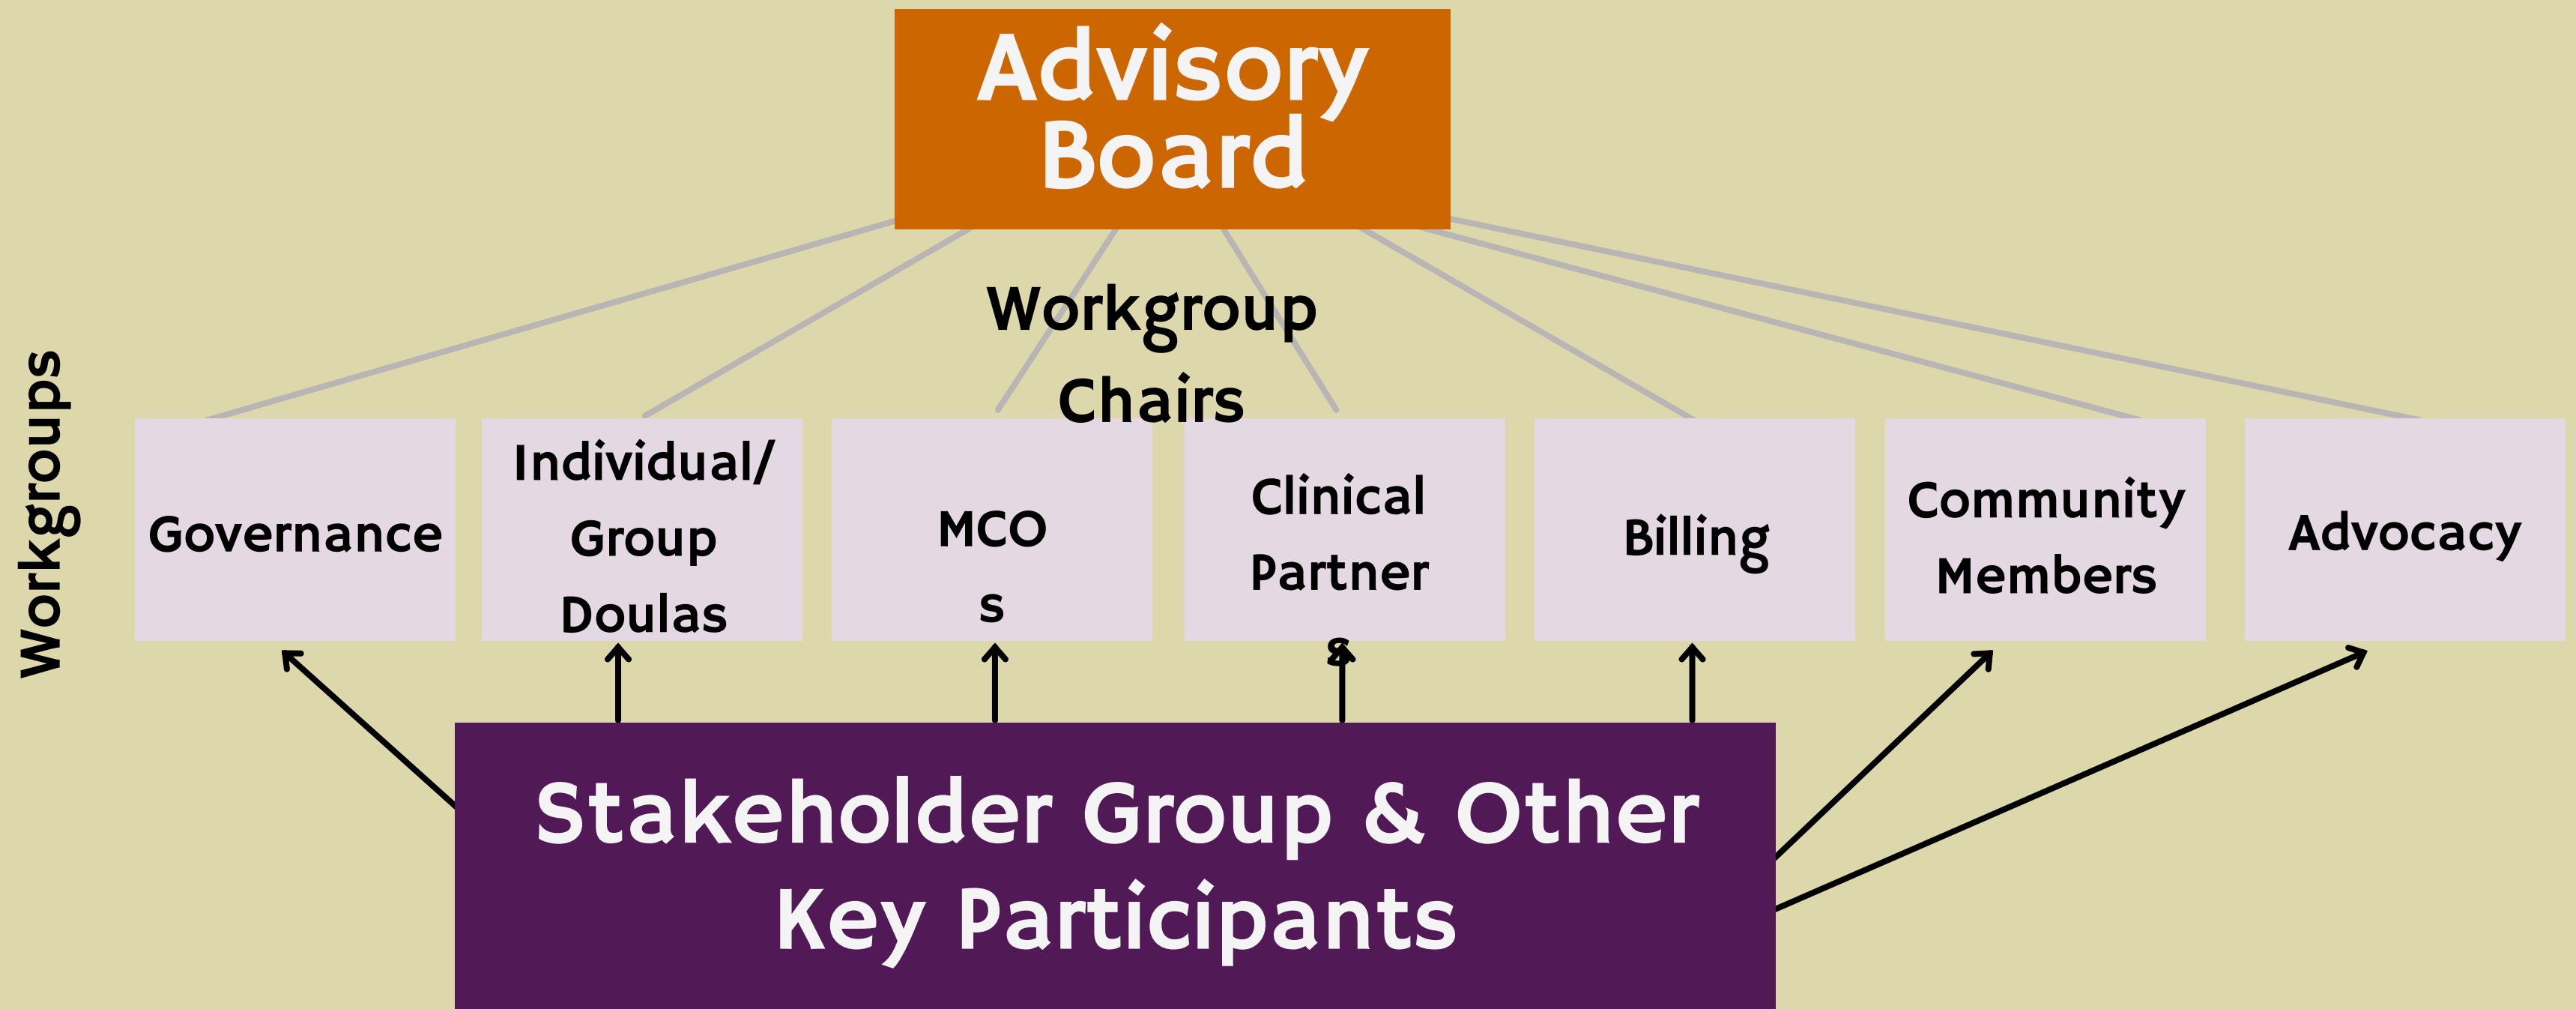 Advisory
Board
Workgroup
Chairs
Workgroups
Governance
Individual/
Group
Doulas
MCO
s
Clinical
Partner
s
Billing
Community
Members
Advocacy
Stakeholder Group & Other
Key Participants